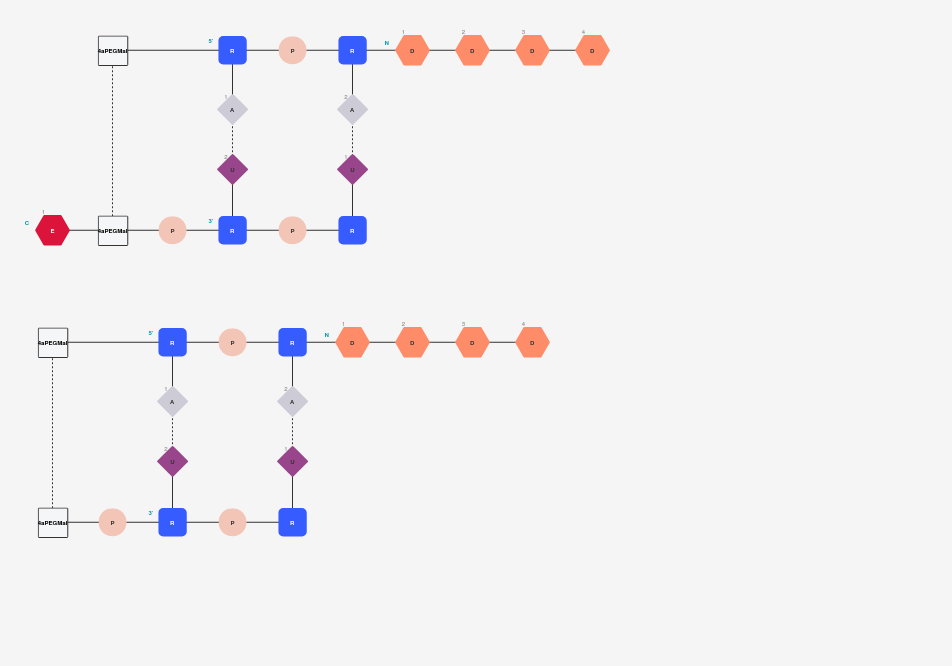 1 2 3 4
5' N
4aPEGMal R P R D D D D
1 2
A A
2 1
U U
1
C 3'
E 4aPEGMal P R P R
1 2 3 4
5' N
4aPEGMal R P R D D D D
1 2
A A
2 1
U U
3'
4aPEGMal P R P R